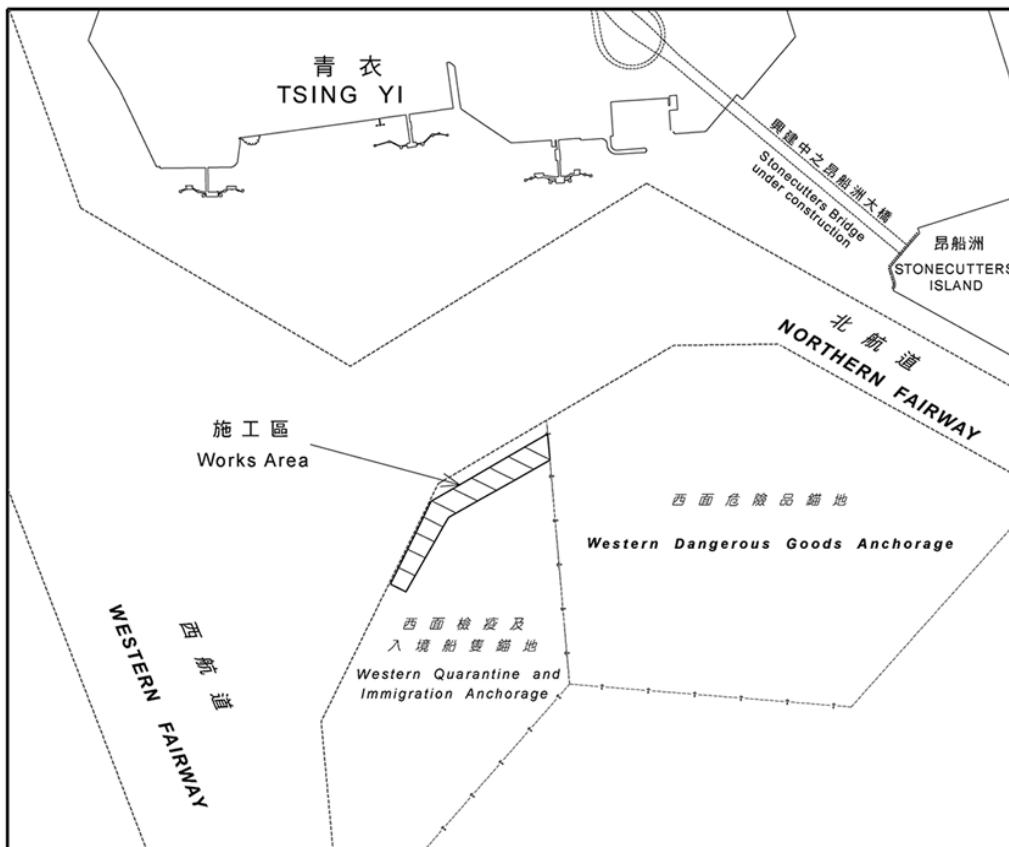 青衣
TSING YI
興建中之昂船洲大橋
Stonecutters Bridge
under construction
昂船洲
STONECUTTERS
ISLAND
北航道
NORTHERN FAIRWAY
施工區
Works Area
西面危險品錨地
Western Dangerous Goods Anchorage
西航道
WESTERN FAIRWAY
西面檢疫及
入境船隻錨地
Western Quarantine and
Immigration Anchorage